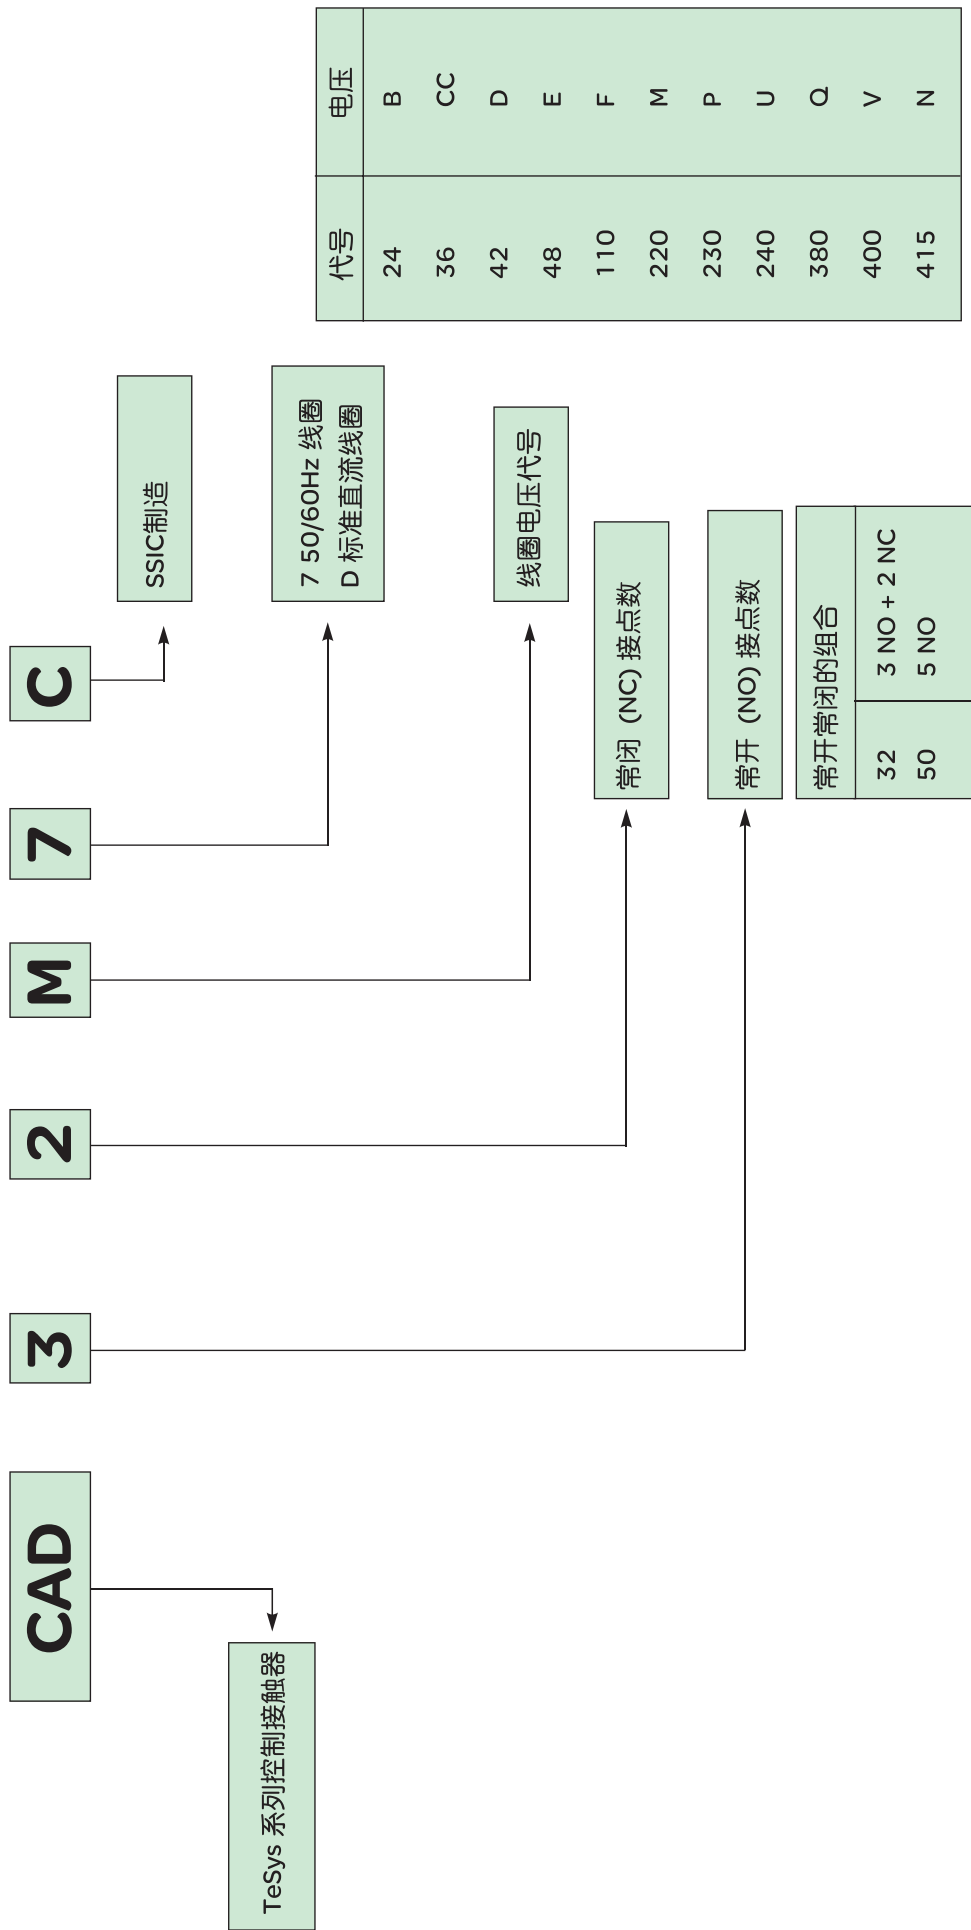 CAD 3 2 M 7 C
SSIC制造
7 50/60Hz 线圈
D 标准直流线圈
线圈电压代号
常闭 (NC) 接点数
常开 (NO) 接点数
常开常闭的组合
32 3 NO + 2 NC
50 5 NO
TeSys 系列控制接触器
代号 电压
24 B
36 CC
42 D
48 E
110 F
220 M
230 P
240 U
380 Q
400 V
415 N